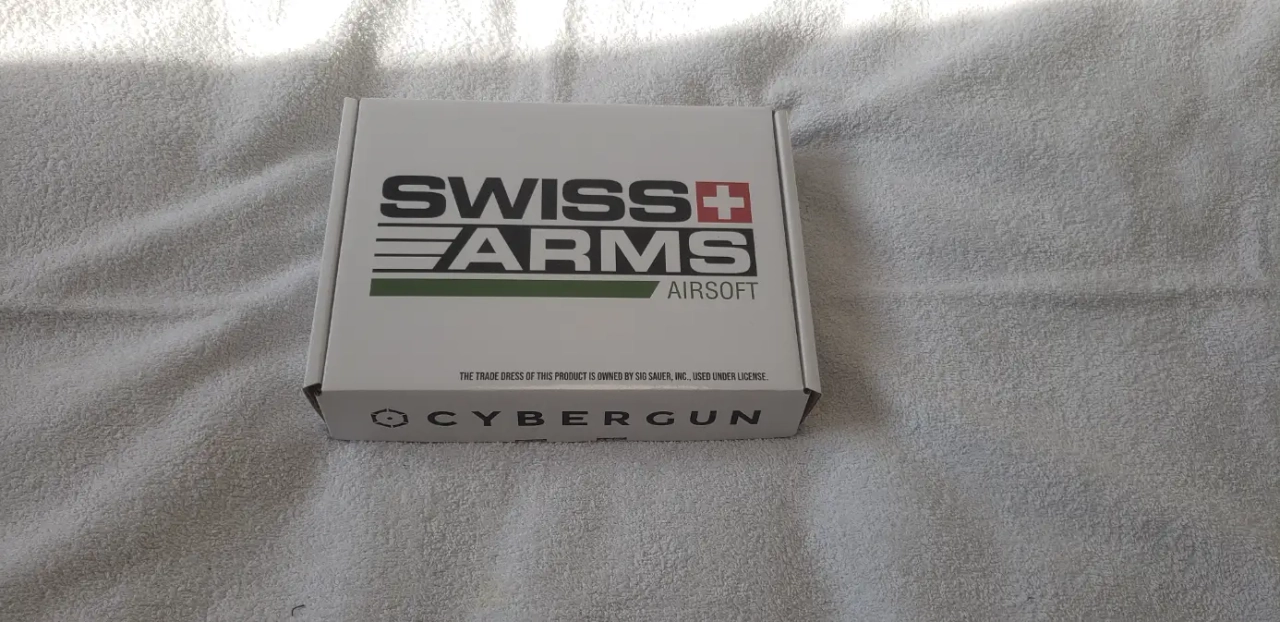 SWISS
ARMS
AIRSOFT
THE TRADE DRESS OF THIS PRODUCT IS OWNED BY SIG SAUER, INC., USED UNDER LICENSE.
CYBERGUN